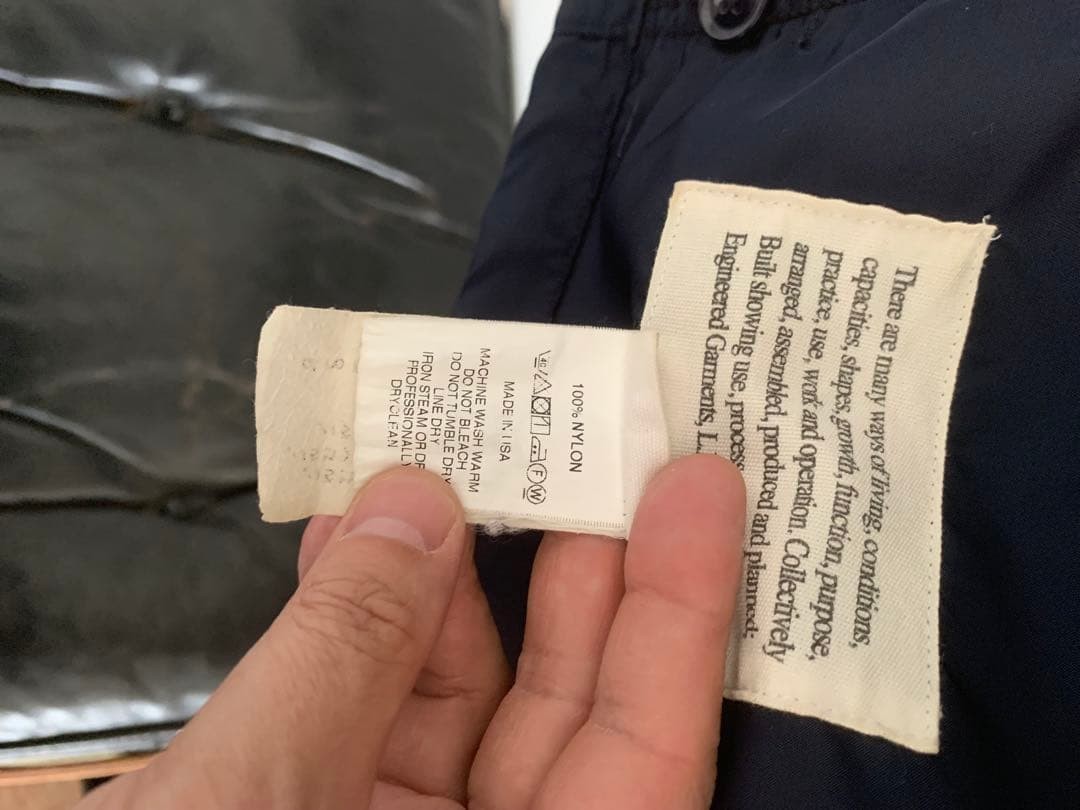 There are many ways of living, conditions,
capacities, shapes, growth, function, purpose,
practice, use, work and operation. Collectively
arranged, assembled, produced and planned;
Built showing use, process
Engineered Garments, L.
100% NYLON
40
F W
MADE IN USA
MACHINE WASH WARM
DO NOT BLEACH
DO NOT TUMBLE DRY
LINE DRY
IRON STEAM OR DR
PROFESSIONALLY
DRYCLEAN